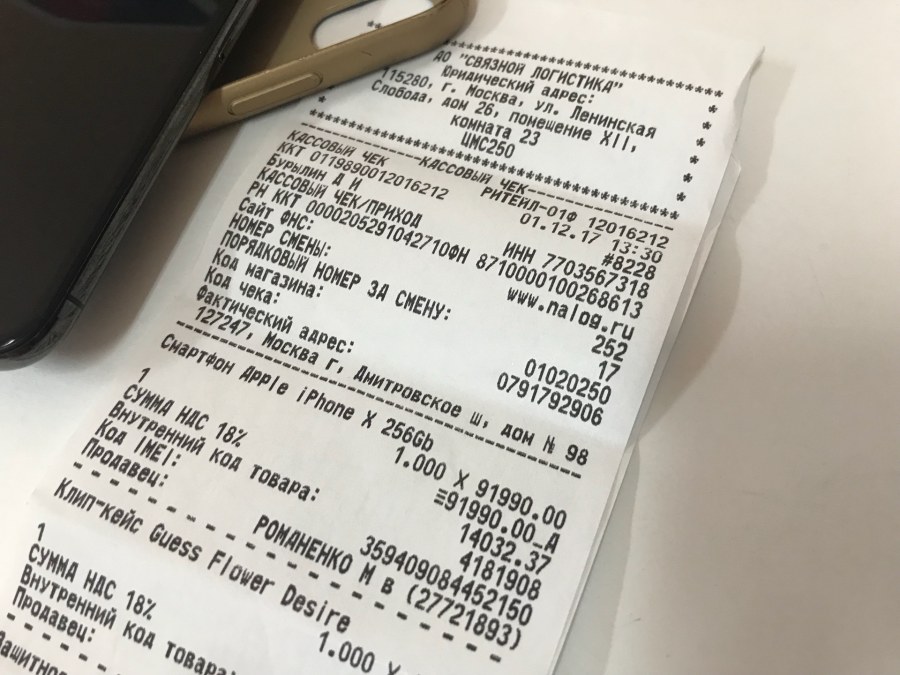 ****************************
* ДО "СВЯЗНОЙ ЛОГИСТИКА" *
Юридический адрес: *
115280, г. Москва, ул. Ленинская *
Слобода, дом 26, помещение XII, *
* комната 23 *
* ЦМС250 *
****************************
КАССОВЫЙ ЧЕК-------КАССОВЫЙ ЧЕК
ККТ 0119890012016212 РИТЕЙЛ-01Ф 12016212
Бурылин Д И 01.12.17 13:30
КАССОВЫЙ ЧЕК/ПРИХОД #8228
ИНН 7703567318
РН ККТ 0000205291042710ФН 8710000100268613
Сайт ФНС: www.nalog.ru
НОМЕР СМЕНЫ: 252
ПОРЯДКОВЫЙ НОМЕР ЗА СМЕНУ: 17
Код магазина: 01020250
Код чека: 0791792906
Фактический адрес:
127247, Москва г, Дмитровское ш, дом № 98
Смартфон Apple iPhone X 256Gb
1 1.000 X 91990.00
≡91990.00_А
СУММА НДС 18% 14032.37
Внутренний код товара: 4181908
Код IMEI: 359409084452150
Продавец: РОМАНЕНКО М в (27721893)
Клип-кейс Guess Flower Desire
1 1.000 X
СУММА НДС 18%
Внутренний код товара:
Продавец: